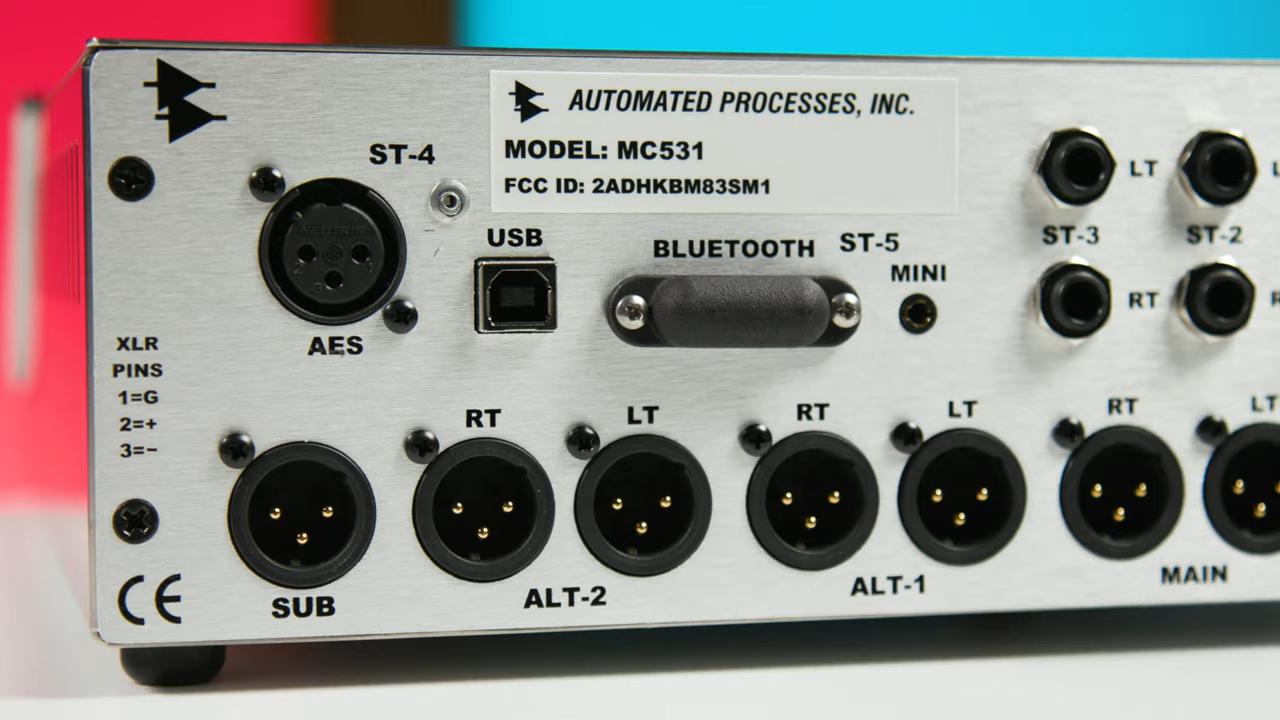 AUTOMATED PROCESSES, INC.
MODEL: MC531
FCC ID: 2ADHKBM83SM1
ST-4
USB
BLUETOOTH
ST-5
MINI
LT
ST-3
ST-2
RT
AES
XLR
PINS
1=G
2=+
3=−
RT
LT
RT
LT
RT
LT
SUB
ALT-2
ALT-1
MAIN
CE